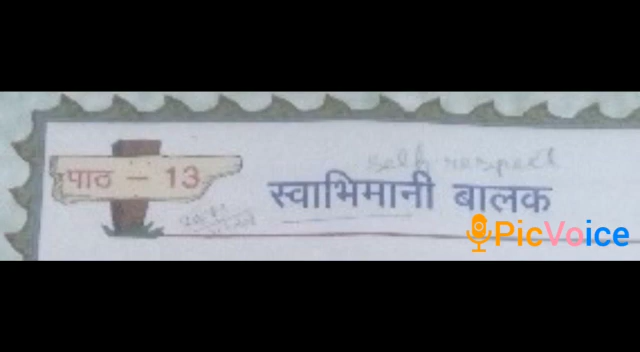 self respect
पाठ – 13
स्वाभिमानी बालक
PicVoice